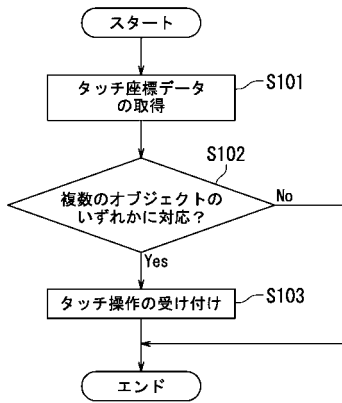 スタート
タッチ座標データ
の取得
S101
S102
複数のオブジェクトの
いずれかに対応？
No
Yes
タッチ操作の受け付け
S103
エンド